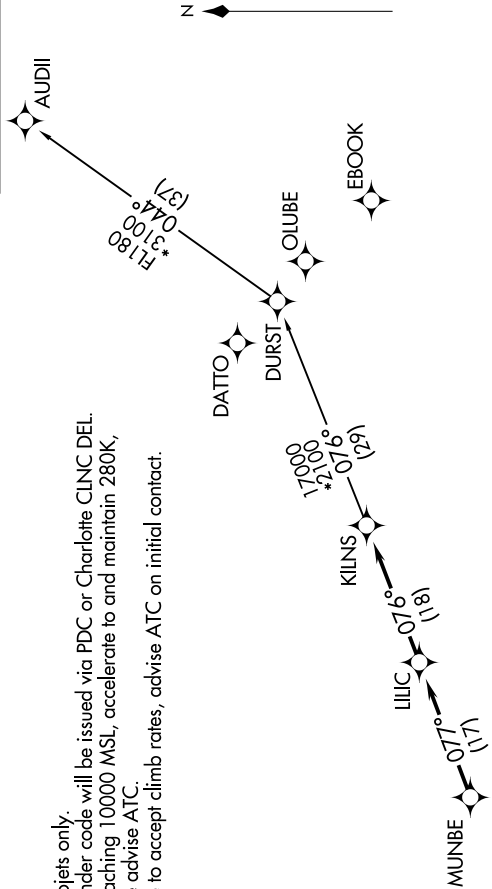 N
AUDII
FL180
*3100
044°
(37)
EBOOK
OLUBE
DURST
DATTO
17000
*2100
076°
(29)
KILNS
076°
(18)
LILIC
077°
(17)
MUNBE
ojets only.
nder code will be issued via PDC or Charlotte CLNC DEL.
aching 10000 MSL, accelerate to and maintain 280K,
advise ATC.
to accept climb rates, advise ATC on initial contact.